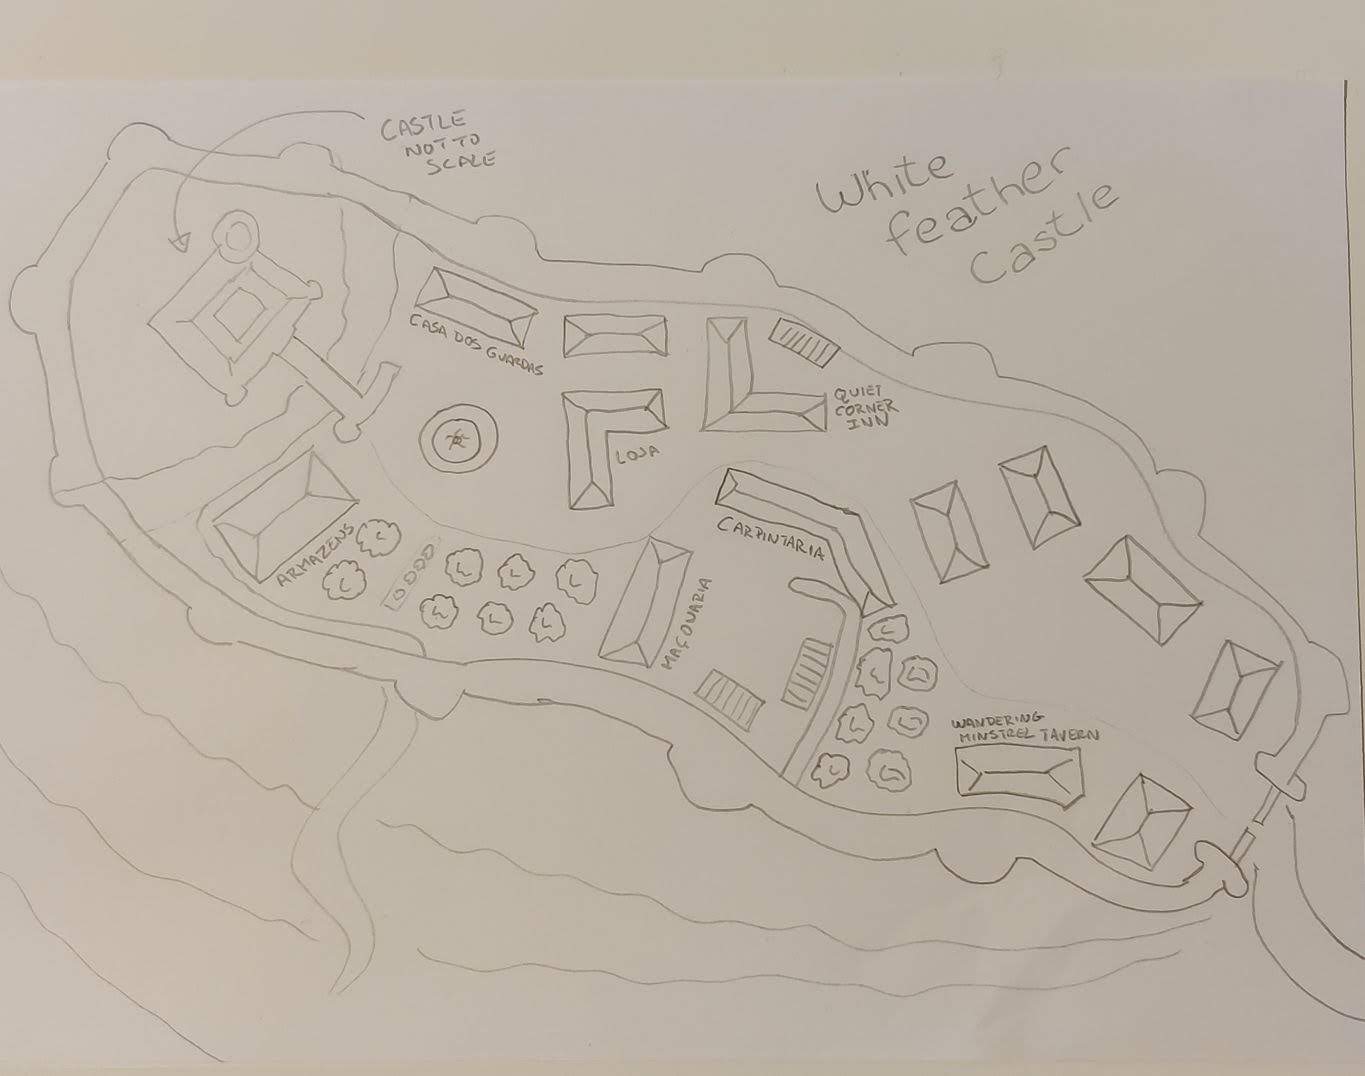 CASTLE
NOT TO
SCALE
White
feather
Castle
CASA DOS GUARDAS
QUIET
CORNER
INN
LOJA
CARPINTARIA
ARMAZENS
MAÇONARIA
WANDERING
MINSTREL TAVERN